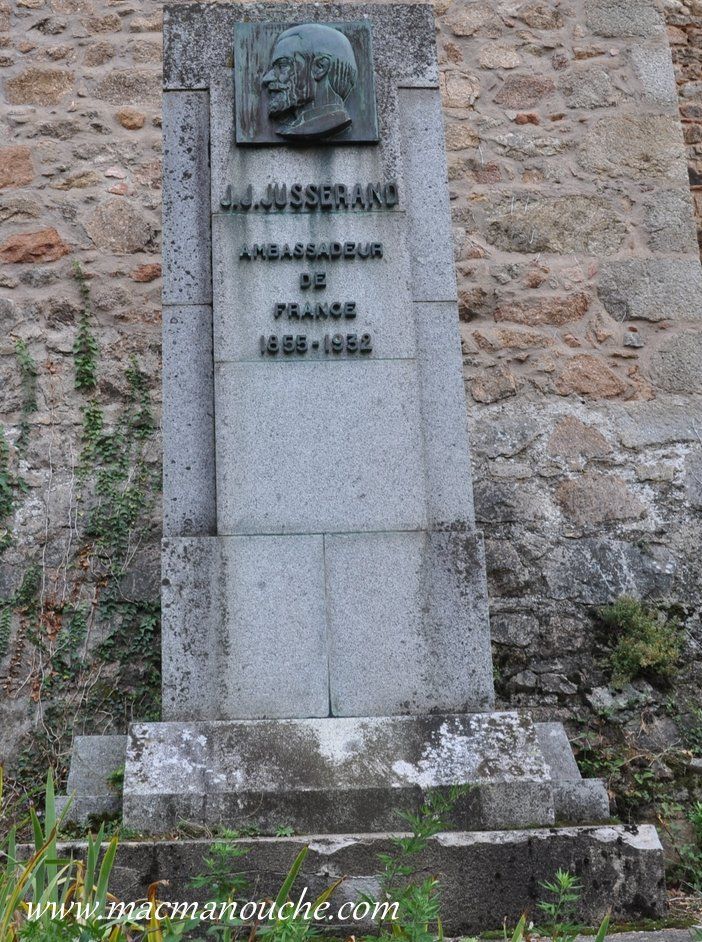 J.J.JUSSERAND
AMBASSADEUR
DE
FRANCE
1855-1932
www.macmanouche.com